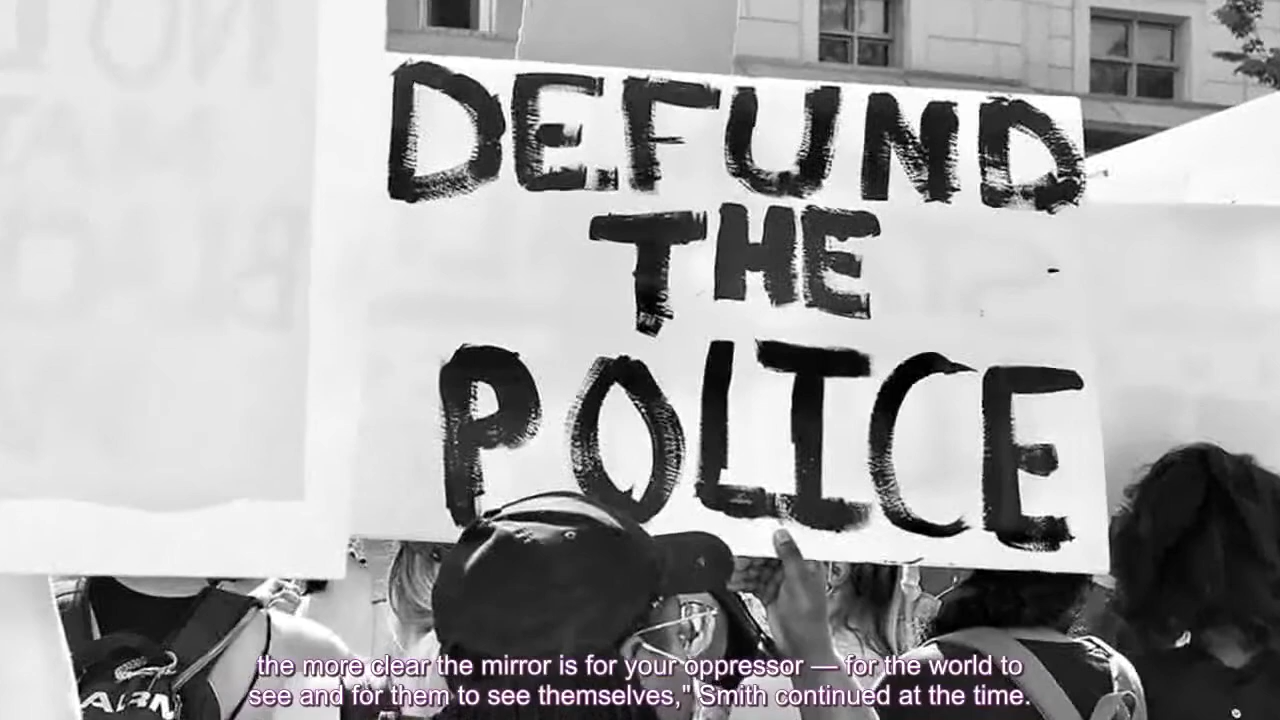 DEFUND
THE
POLICE
the more clear the mirror is for your oppressor — for the world to
see and for them to see themselves," Smith continued at the time.